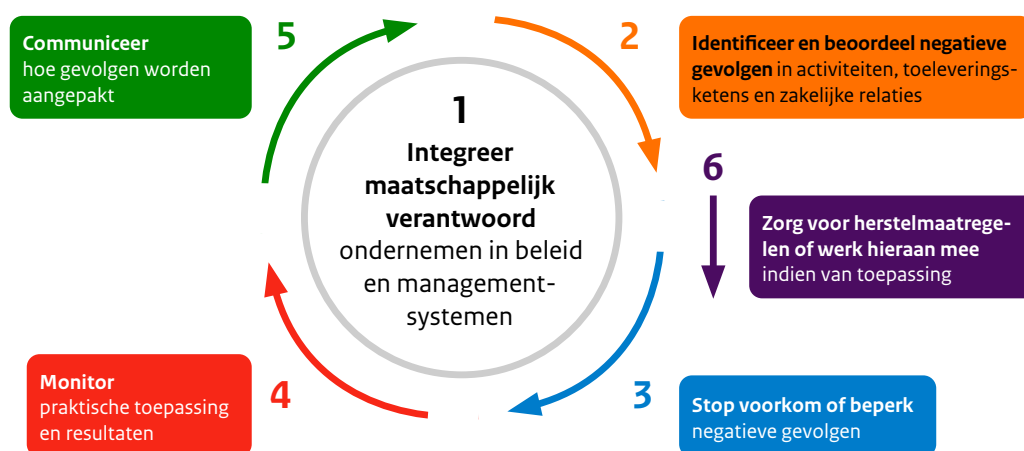 1
Integreer
maatschappelijk
verantwoord
ondernemen in beleid
en management-
systemen
2
Identificeer en beoordeel negatieve
gevolgen in activiteiten, toeleverings-
ketens en zakelijke relaties
3
Stop voorkom of beperk
negatieve gevolgen
4
Monitor
praktische toepassing
en resultaten
5
Communiceer
hoe gevolgen worden
aangepakt
6
Zorg voor herstelmaatrege-
len of werk hieraan mee
indien van toepassing